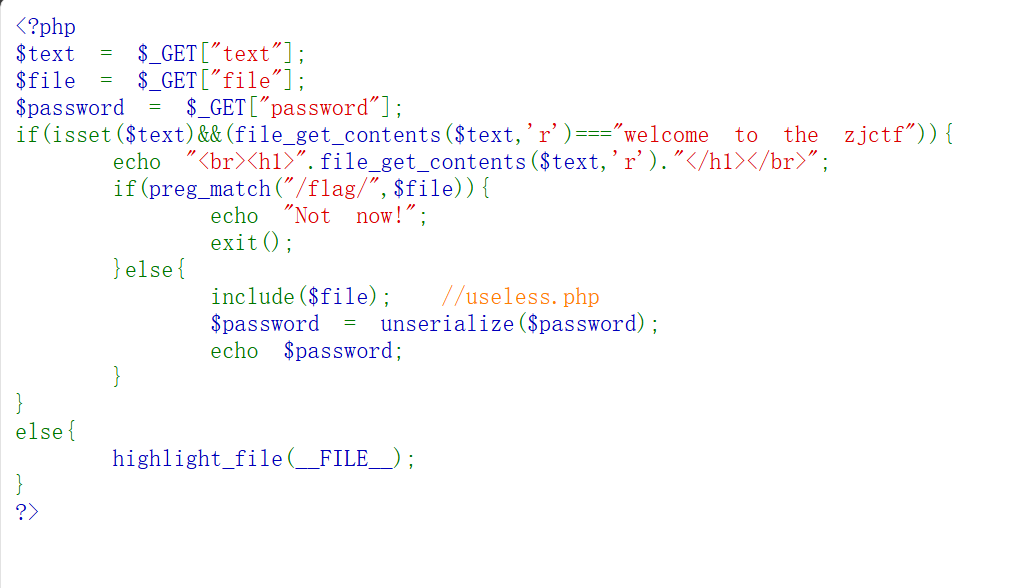 <?php
$text = $_GET["text"];
$file = $_GET["file"];
$password = $_GET["password"];
if(isset($text)&&(file_get_contents($text,'r')==="welcome to the zjctf")){
echo "<br><h1>".file_get_contents($text,'r')."</h1></br>";
if(preg_match("/flag/",$file)){
echo "Not now!";
exit();
}else{
include($file); //useless.php
$password = unserialize($password);
echo $password;
}
}
else{
highlight_file(__FILE__);
}
?>